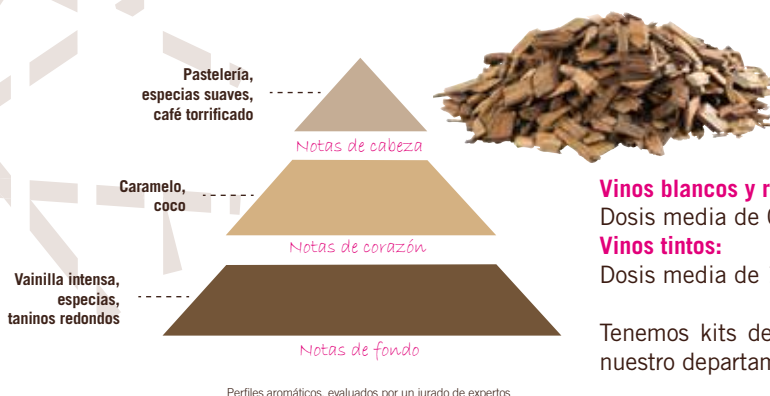 Pastelería,
especias suaves,
café torrificado
Notas de cabeza
Caramelo,
coco
Notas de corazón
Vainilla intensa,
especias,
taninos redondos
Notas de fondo
Perfiles aromáticos, evaluados por un jurado de expertos
Vinos blancos y
Dosis media de
Vinos tintos:
Dosis media de
Tenemos kits de
nuestro